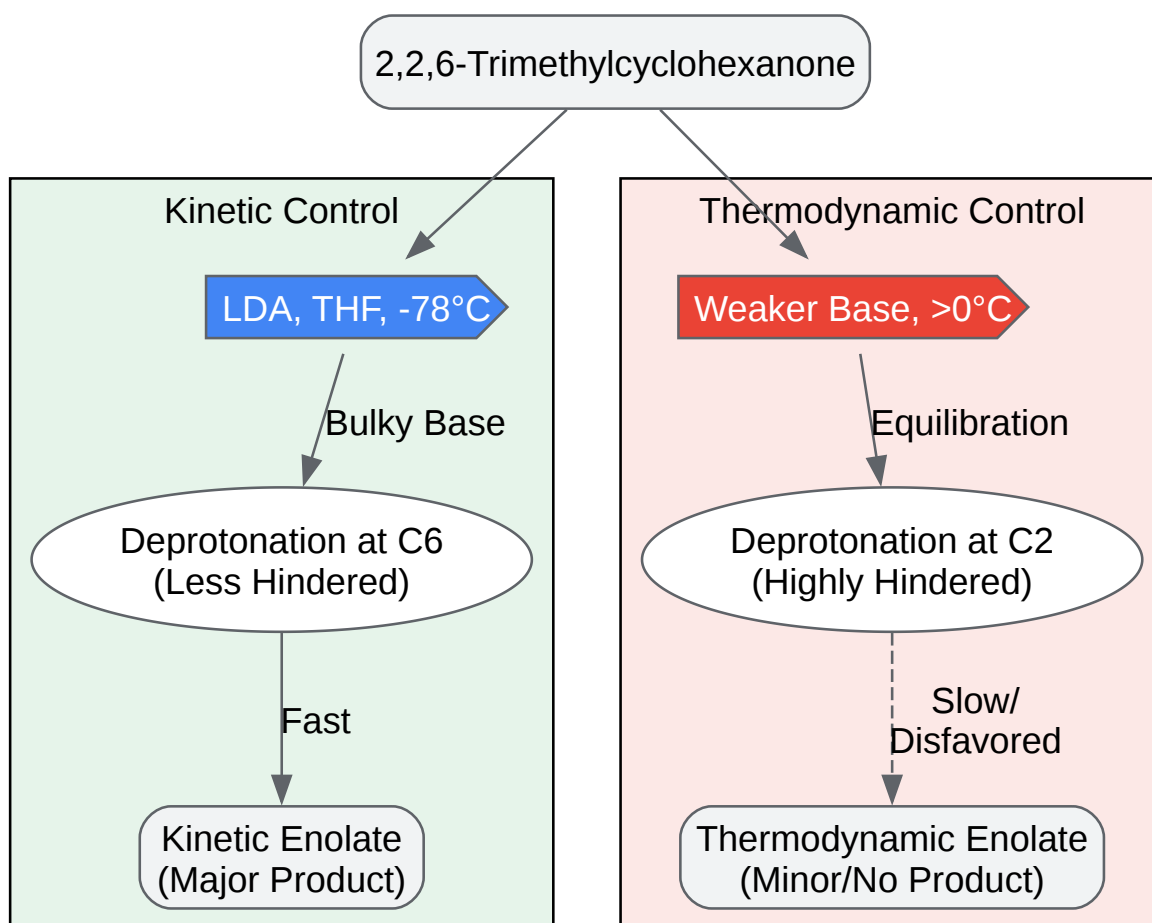 2,2,6-Trimethylcyclohexanone
Kinetic Control
LDA, THF, -78°C
Bulky Base
Deprotonation at C6
(Less Hindered)
Fast
Kinetic Enolate
(Major Product)
Thermodynamic Control
Weaker Base, >0°C
Equilibration
Deprotonation at C2
(Highly Hindered)
Slow/
Disfavored
Thermodynamic Enolate
(Minor/No Product)